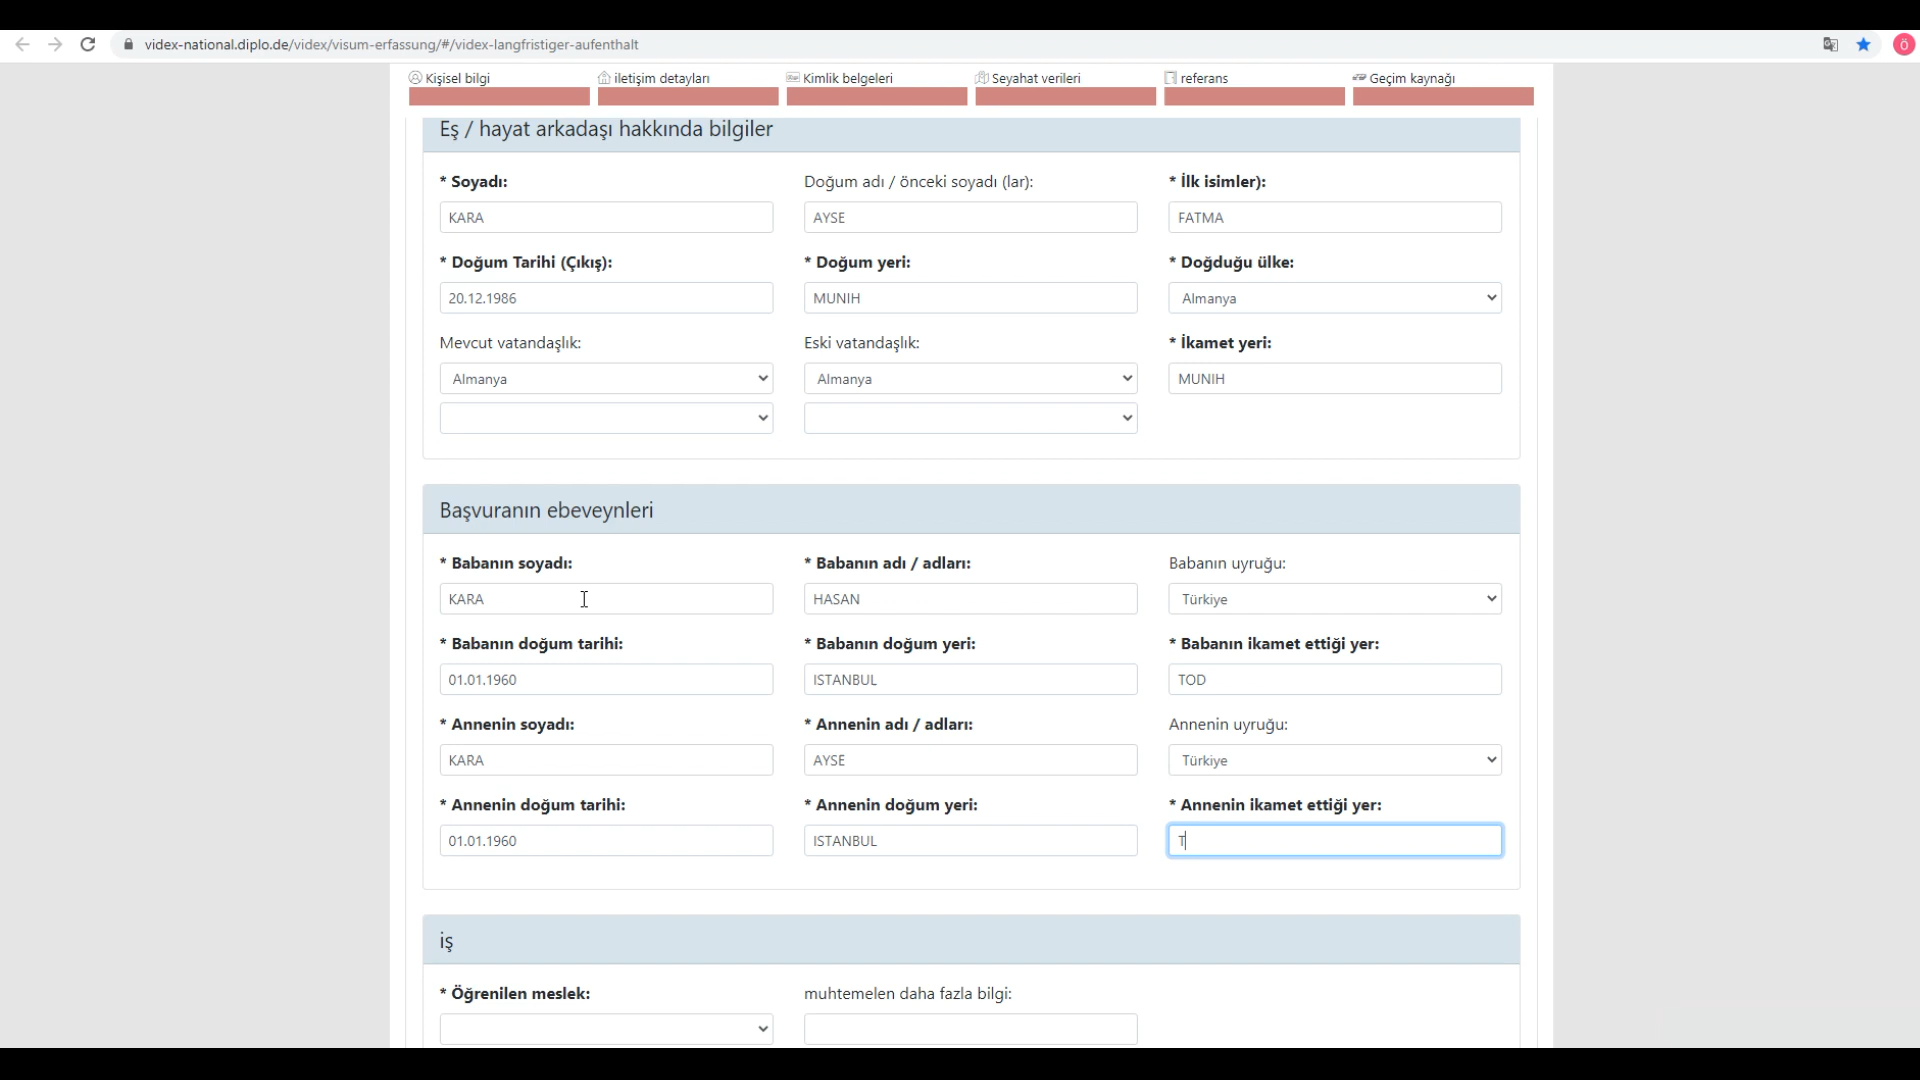 videx-national.diplo.de/videx/visum-erfassung/#/videx-langfristiger-aufenthalt
Ö
Kişisel bilgi iletişim detayları Kimlik belgeleri Seyahat verileri referans Geçim kaynağı
Eş / hayat arkadaşı hakkında bilgiler
* Soyadı: Doğum adı / önceki soyadı (lar): * İlk isimler):
KARA AYSE FATMA
* Doğum Tarihi (Çıkış): * Doğum yeri: * Doğduğu ülke:
20.12.1986 MUNIH Almanya
Mevcut vatandaşlık: Eski vatandaşlık: * İkamet yeri:
Almanya Almanya MUNIH
Başvuranın ebeveynleri
* Babanın soyadı: * Babanın adı / adları: Babanın uyruğu:
KARA HASAN Türkiye
* Babanın doğum tarihi: * Babanın doğum yeri: * Babanın ikamet ettiği yer:
01.01.1960 ISTANBUL TOD
* Annenin soyadı: * Annenin adı / adları: Annenin uyruğu:
KARA AYSE Türkiye
* Annenin doğum tarihi: * Annenin doğum yeri: * Annenin ikamet ettiği yer:
01.01.1960 ISTANBUL T
iş
* Öğrenilen meslek: muhtemelen daha fazla bilgi: